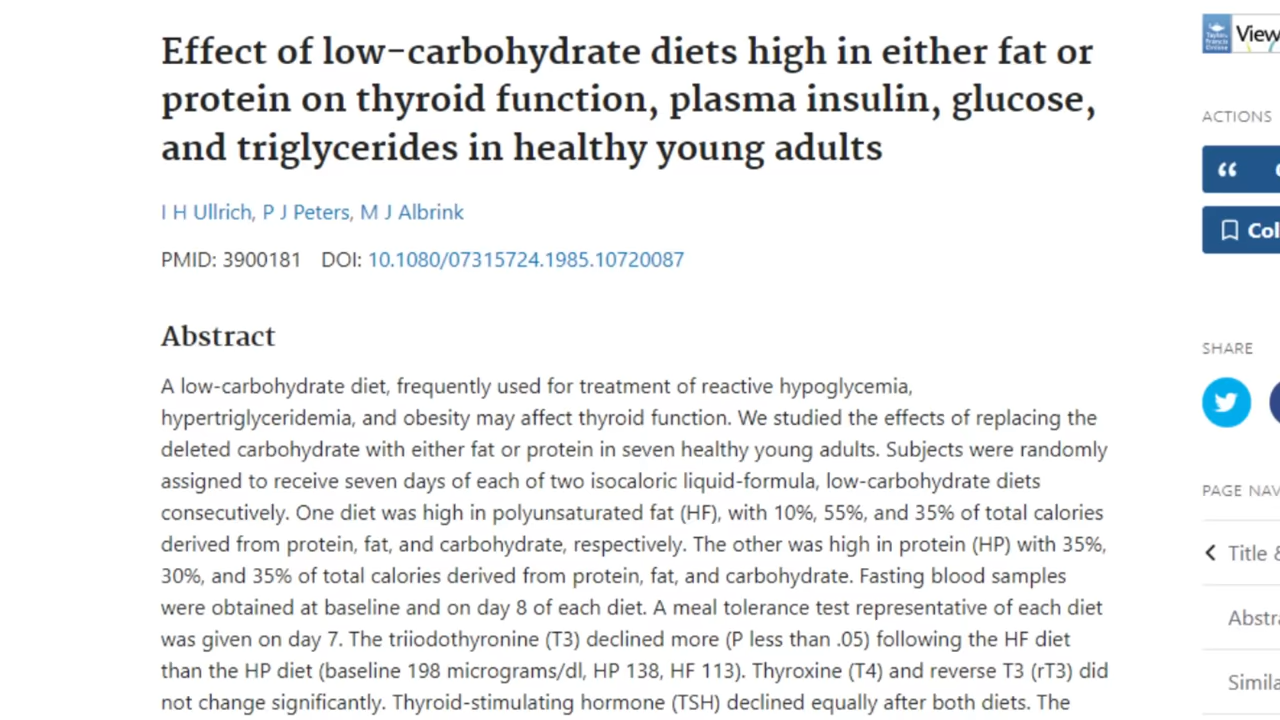 Effect of low-carbohydrate diets high in either fat or
protein on thyroid function, plasma insulin, glucose,
and triglycerides in healthy young adults
I H Ullrich, P J Peters, M J Albrink
PMID: 3900181 DOI: 10.1080/07315724.1985.10720087
Abstract
A low-carbohydrate diet, frequently used for treatment of reactive hypoglycemia,
hypertriglyceridemia, and obesity may affect thyroid function. We studied the effects of replacing the
deleted carbohydrate with either fat or protein in seven healthy young adults. Subjects were randomly
assigned to receive seven days of each of two isocaloric liquid-formula, low-carbohydrate diets
consecutively. One diet was high in polyunsaturated fat (HF), with 10%, 55%, and 35% of total calories
derived from protein, fat, and carbohydrate, respectively. The other was high in protein (HP) with 35%,
30%, and 35% of total calories derived from protein, fat, and carbohydrate. Fasting blood samples
were obtained at baseline and on day 8 of each diet. A meal tolerance test representative of each diet
was given on day 7. The triiodothyronine (T3) declined more (P less than .05) following the HF diet
than the HP diet (baseline 198 micrograms/dl, HP 138, HF 113). Thyroxine (T4) and reverse T3 (rT3) did
not change significantly. Thyroid-stimulating hormone (TSH) declined equally after both diets. The
View
ACTIONS
Col
SHARE
PAGE NAV
Title &
Abstra
Simila